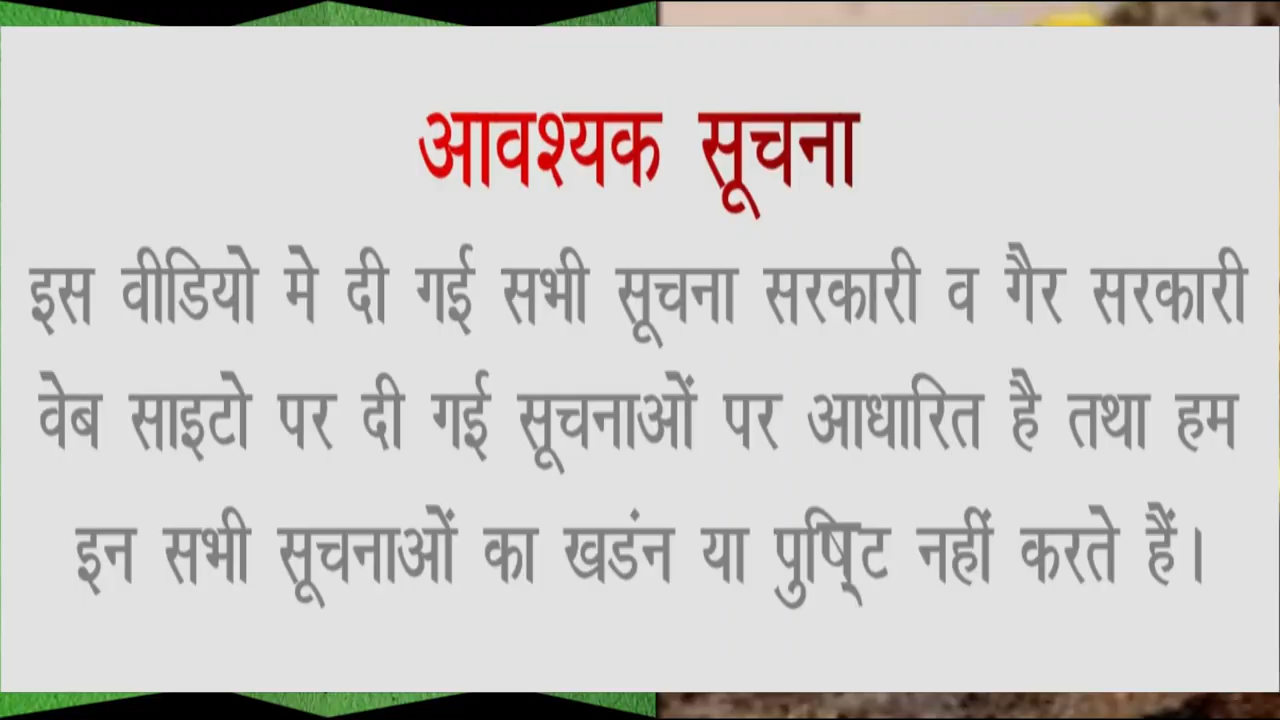 आवश्यक सूचना
इस वीडियो मे दी गई सभी सूचना सरकारी व गैर सरकारी
वेब साइटो पर दी गई सूचनाओं पर आधारित है तथा हम
इन सभी सूचनाओं का खडंन या पुष्टि नहीं करते हैं।